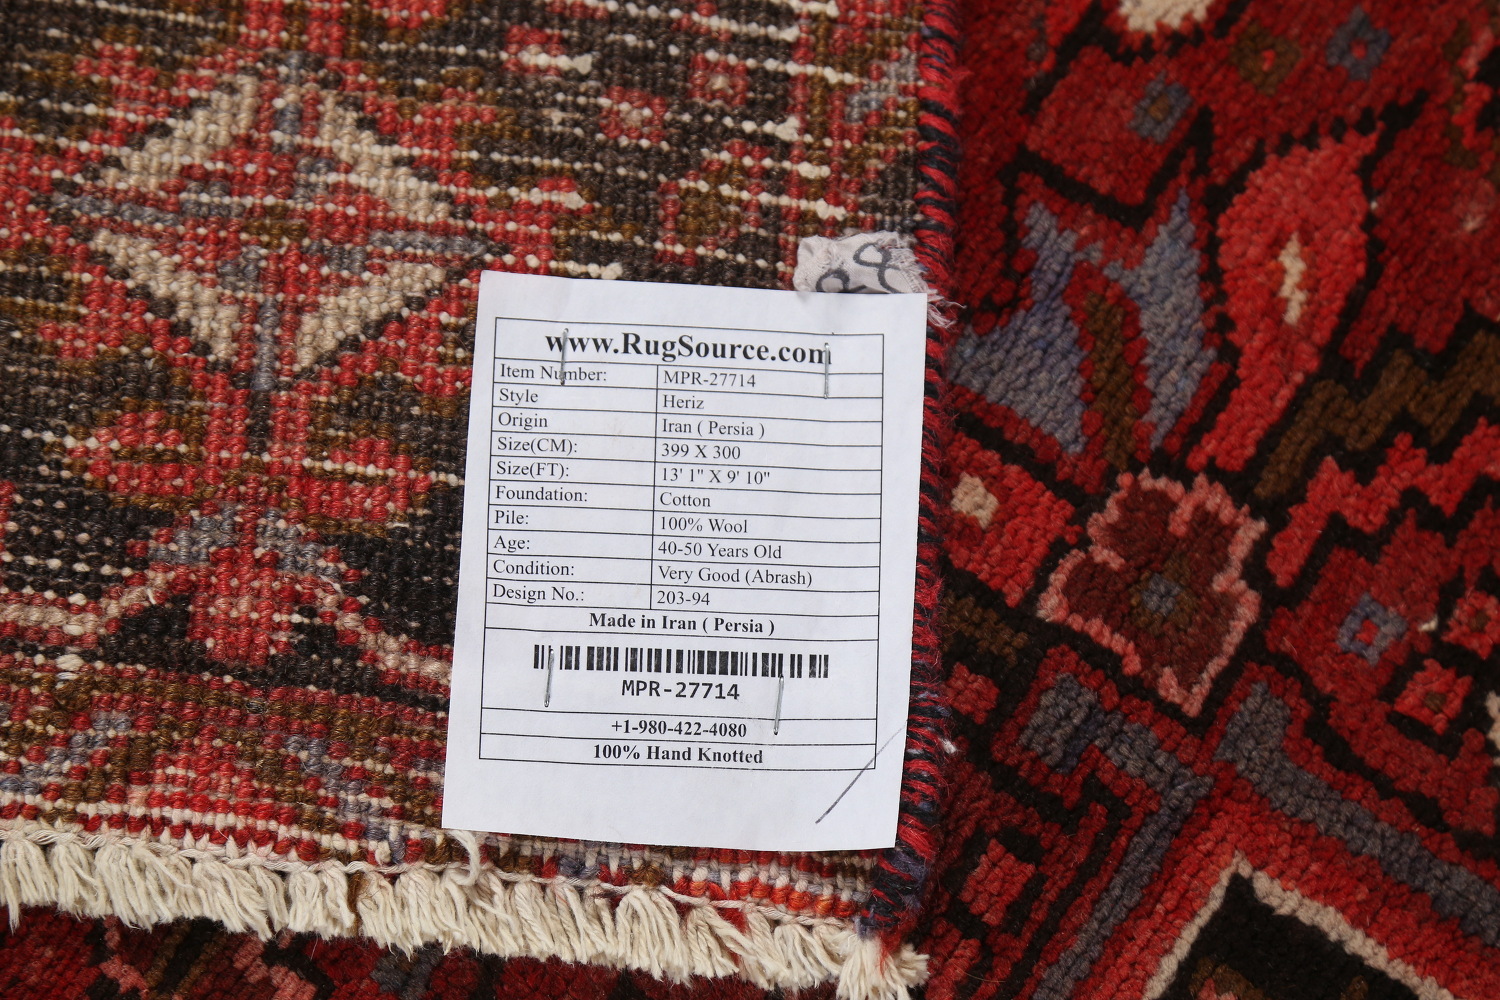 88
www.RugSource.com
Item Number: MPR-27714
Style Heriz
Origin Iran ( Persia )
Size(CM): 399 X 300
Size(FT): 13' 1" X 9' 10"
Foundation: Cotton
Pile: 100% Wool
Age: 40-50 Years Old
Condition: Very Good (Abrash)
Design No.: 203-94
Made in Iran ( Persia )
MPR-27714
+1-980-422-4080
100% Hand Knotted